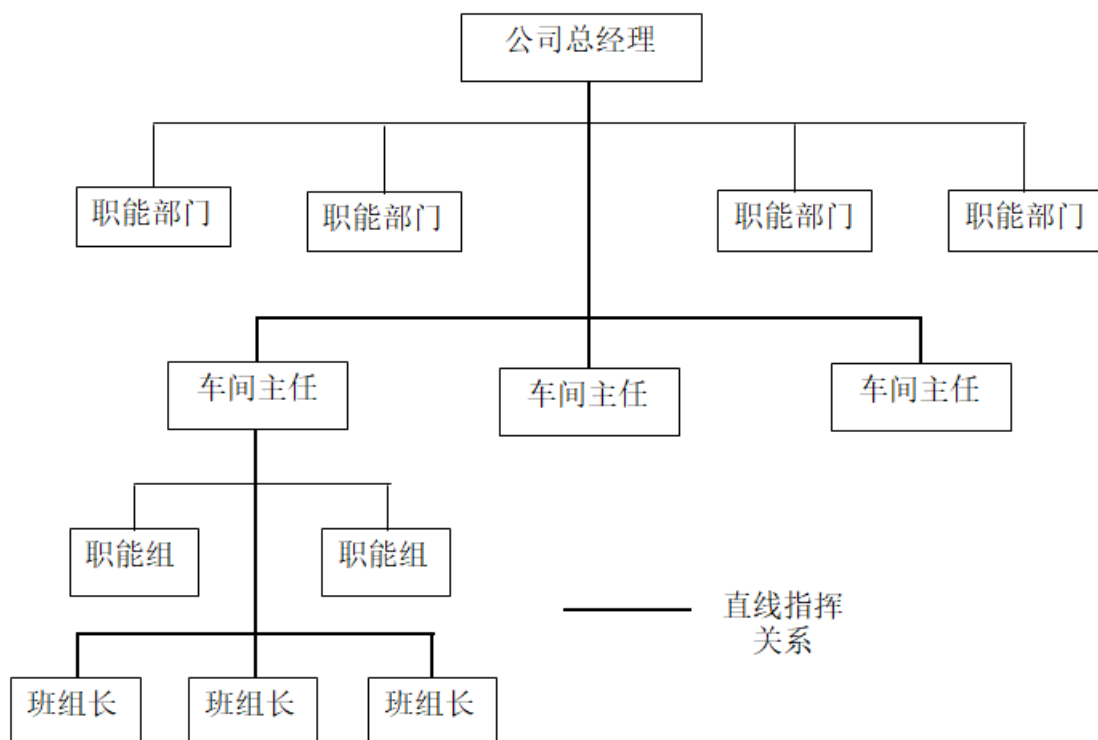 公司总经理
职能部门
职能部门
职能部门
职能部门
车间主任
车间主任
车间主任
职能组
职能组
直线指挥
关系
班组长
班组长
班组长